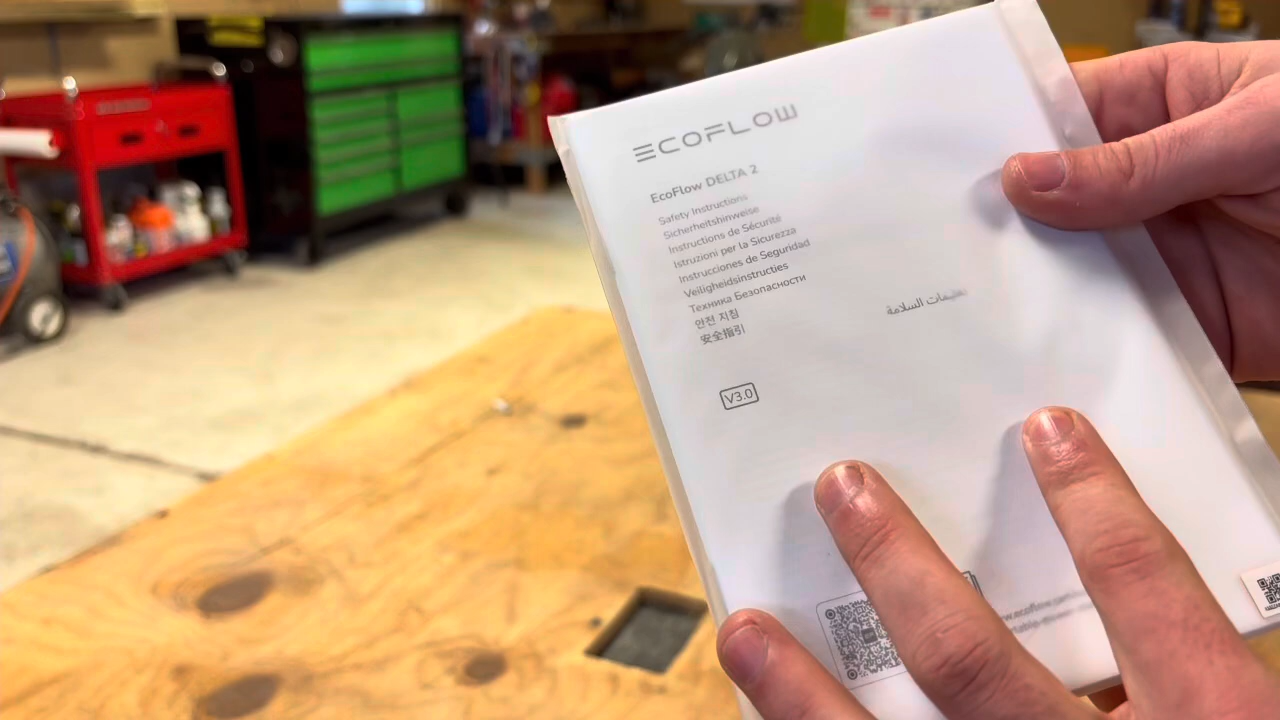 ECOFLOW
EcoFlow DELTA 2
Safety Instructions
Sicherheitshinweise
Instructions de Sécurité
Istruzioni per la Sicurezza
Instrucciones de Seguridad
Veiligheidsinstructies
Техника Безопасности
안전 지침
安全指引
تعليمات السلامة
V3.0